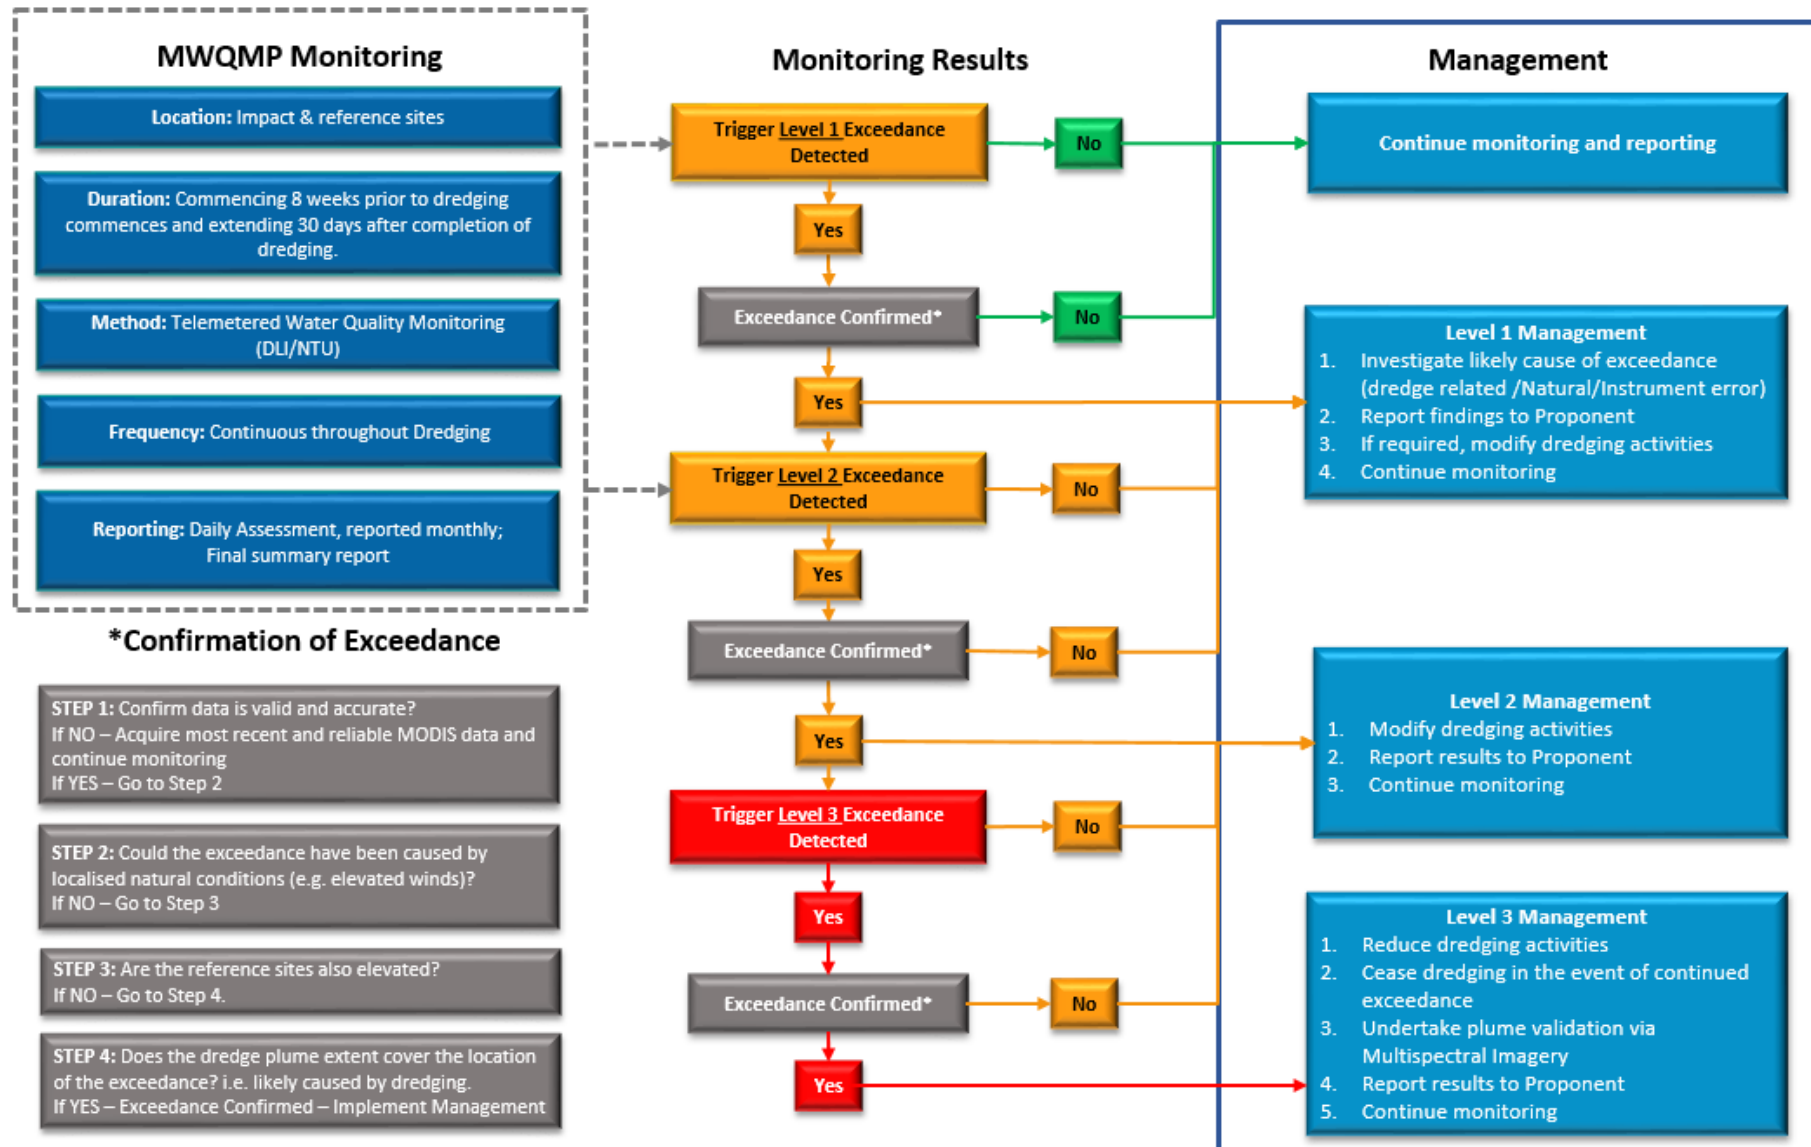 MWQMP Monitoring
Location: Impact & reference sites
Duration: Commencing 8 weeks prior to dredging
commences and extending 30 days after completion of
dredging.
Method: Telemetered Water Quality Monitoring
(DLI/NTU)
Frequency: Continuous throughout Dredging
Reporting: Daily Assessment, reported monthly;
Final summary report
*Confirmation of Exceedance
STEP 1: Confirm data is valid and accurate?
If NO – Acquire most recent and reliable MODIS data and
continue monitoring
If YES – Go to Step 2
STEP 2: Could the exceedance have been caused by
localised natural conditions (e.g. elevated winds)?
If NO – Go to Step 3
STEP 3: Are the reference sites also elevated?
If NO – Go to Step 4.
STEP 4: Does the dredge plume extent cover the location
of the exceedance? i.e. likely caused by dredging.
If YES – Exceedance Confirmed – Implement Management
Monitoring Results
Trigger Level 1 Exceedance
Detected
No
Yes
Exceedance Confirmed*
No
Yes
Trigger Level 2 Exceedance
Detected
No
Yes
Exceedance Confirmed*
No
Yes
Trigger Level 3 Exceedance
Detected
No
Yes
Exceedance Confirmed*
No
Yes
Management
Continue monitoring and reporting
Level 1 Management
1. Investigate likely cause of exceedance
(dredge related /Natural/Instrument error)
2. Report findings to Proponent
3. If required, modify dredging activities
4. Continue monitoring
Level 2 Management
1. Modify dredging activities
2. Report results to Proponent
3. Continue monitoring
Level 3 Management
1. Reduce dredging activities
2. Cease dredging in the event of continued
exceedance
3. Undertake plume validation via
Multispectral Imagery
4. Report results to Proponent
5. Continue monitoring